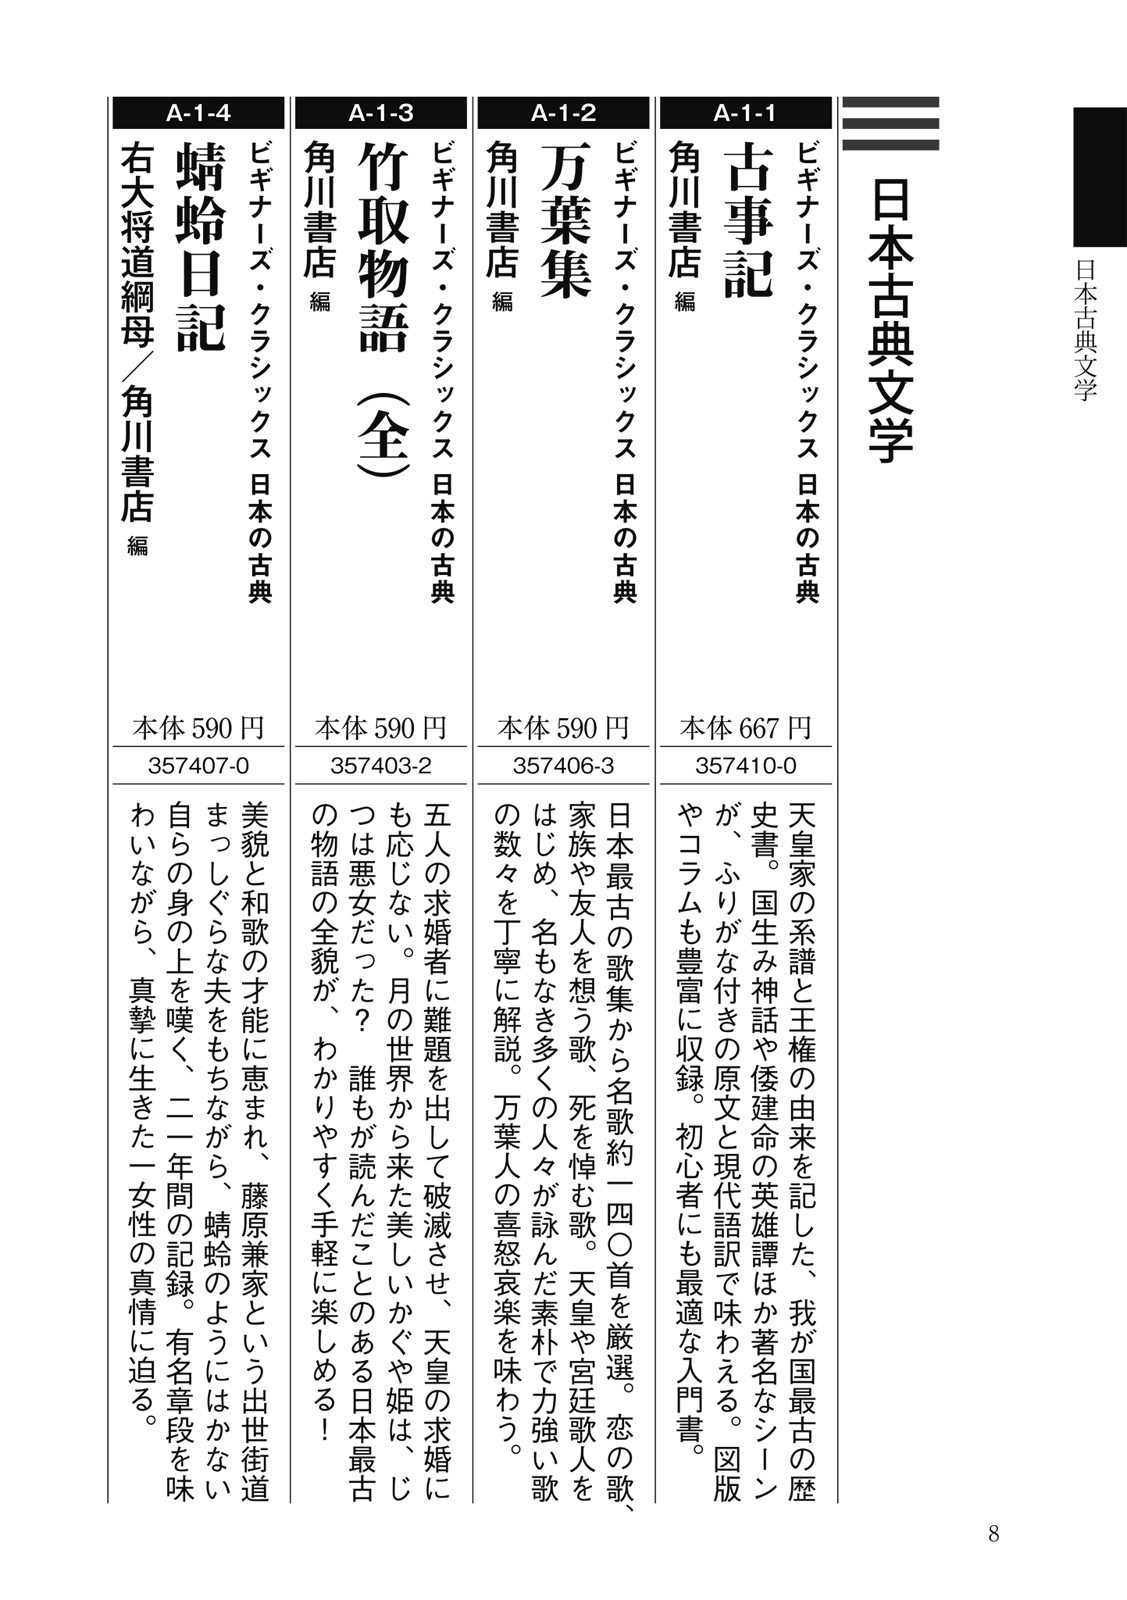 日本古典文学
日本古典文学
A-1-1
ビギナーズ・クラシックス 日本の古典
古事記
角川書店 編
本体 667 円
357410-0
天皇家の系譜と王権の由来を記した、我が国最古の歴
史書。国生み神話や倭建命の英雄譚ほか著名なシーン
が、ふりがな付きの原文と現代語訳で味わえる。図版
やコラムも豊富に収録。初心者にも最適な入門書。
A-1-2
ビギナーズ・クラシックス 日本の古典
万葉集
角川書店 編
本体 590 円
357406-3
日本最古の歌集から名歌約一四〇首を厳選。恋の歌、
家族や友人を想う歌、死を悼む歌。天皇や宮廷歌人を
はじめ、名もなき多くの人々が詠んだ素朴で力強い歌
の数々を丁寧に解説。万葉人の喜怒哀楽を味わう。
A-1-3
ビギナーズ・クラシックス 日本の古典
竹取物語（全）
角川書店 編
本体 590 円
357403-2
五人の求婚者に難題を出して破滅させ、天皇の求婚に
も応じない。月の世界から来た美しいかぐや姫は、じ
つは悪女だった？　誰もが読んだことのある日本最古
の物語の全貌が、わかりやすく手軽に楽しめる！
A-1-4
ビギナーズ・クラシックス 日本の古典
蜻蛉日記
右大将道綱母／角川書店 編
本体 590 円
357407-0
美貌と和歌の才能に恵まれ、藤原兼家という出世街道
まっしぐらな夫をもちながら、蜻蛉のようにはかない
自らの身の上を嘆く、二一年間の記録。有名章段を味
わいながら、真摯に生きた一女性の真情に迫る。
8